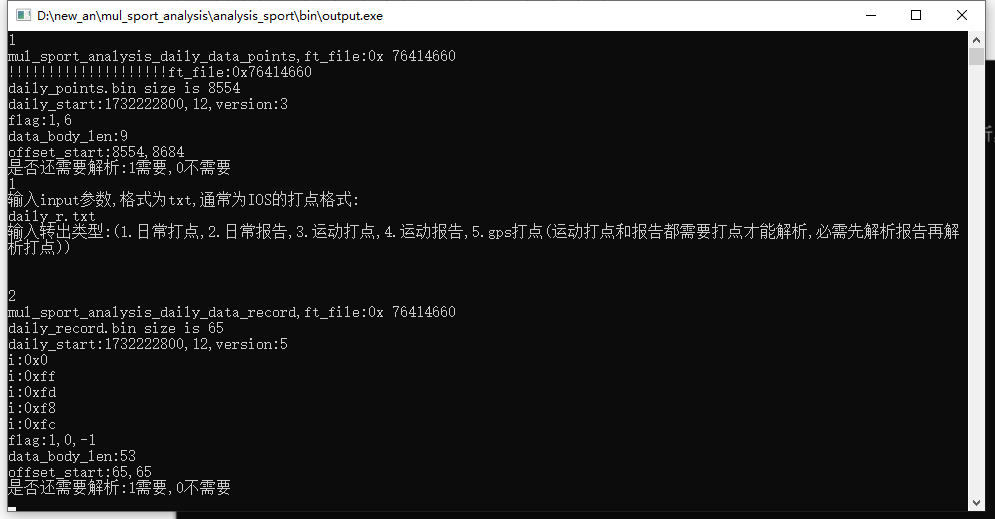 D:\new_an\mul_sport_analysis\analysis_sport\bin\output.exe
1
mul_sport_analysis_daily_data_points,ft_file:0x 76414660
!!!!!!!!!!!!!!!!!!!!ft_file:0x76414660
daily_points.bin size is 8554
daily_start:1732222800,12,version:3
flag:1,6
data_body_len:9
offset_start:8554,8684
是否还需要解析:1需要,0不需要
1
输入input参数,格式为txt,通常为IOS的打点格式:
daily_r.txt
输入转出类型:(1.日常打点,2.日常报告,3.运动打点,4.运动报告,5.gps打点(运动打点和报告都需要打点才能解析,必需先解析报告再解
析打点))
2
mul_sport_analysis_daily_data_record,ft_file:0x 76414660
daily_record.bin size is 65
daily_start:1732222800,12,version:5
i:0x0
i:0xff
i:0xfd
i:0xf8
i:0xfc
flag:1,0,-1
data_body_len:53
offset_start:65,65
是否还需要解析:1需要,0不需要